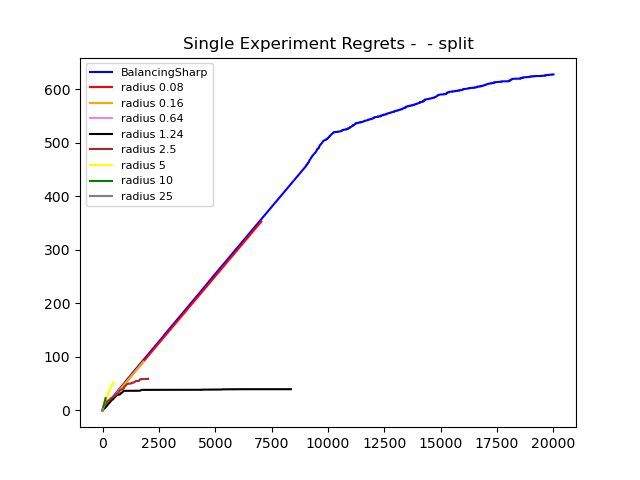 Single Experiment Regrets -  - split
BalancingSharp
radius 0.08
radius 0.16
radius 0.64
radius 1.24
radius 2.5
radius 5
radius 10
radius 25
600
500
400
300
200
100
0
0 2500 5000 7500 10000 12500 15000 17500 20000